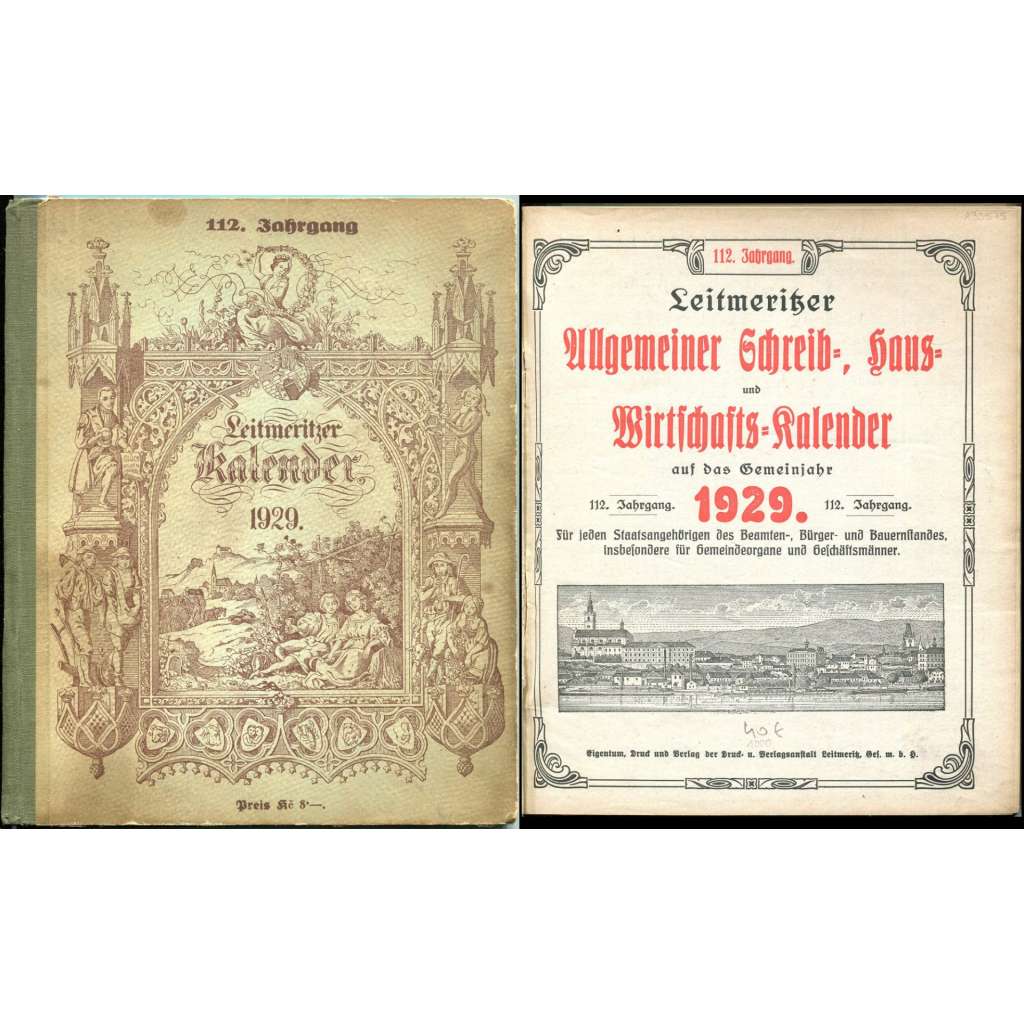 112. Jahrgang
Leitmeritzer
Kalender
1929.
Preis Kč 8·—.
112. Jahrgang.
Leitmeritzer
Allgemeiner Schreib-, Haus-
und
Wirtschafts-Kalender
auf das Gemeinjahr
112. Jahrgang. 1929. 112. Jahrgang.
Für jeden Staatsangehörigen des Beamten-, Bürger- und Bauernstandes,
insbesondere für Gemeindeorgane und Geschäftsmänner.
Eigentum, Druck und Verlag der Druck- u. Verlagsanstalt Leitmeritz, Ges. m. b. H.